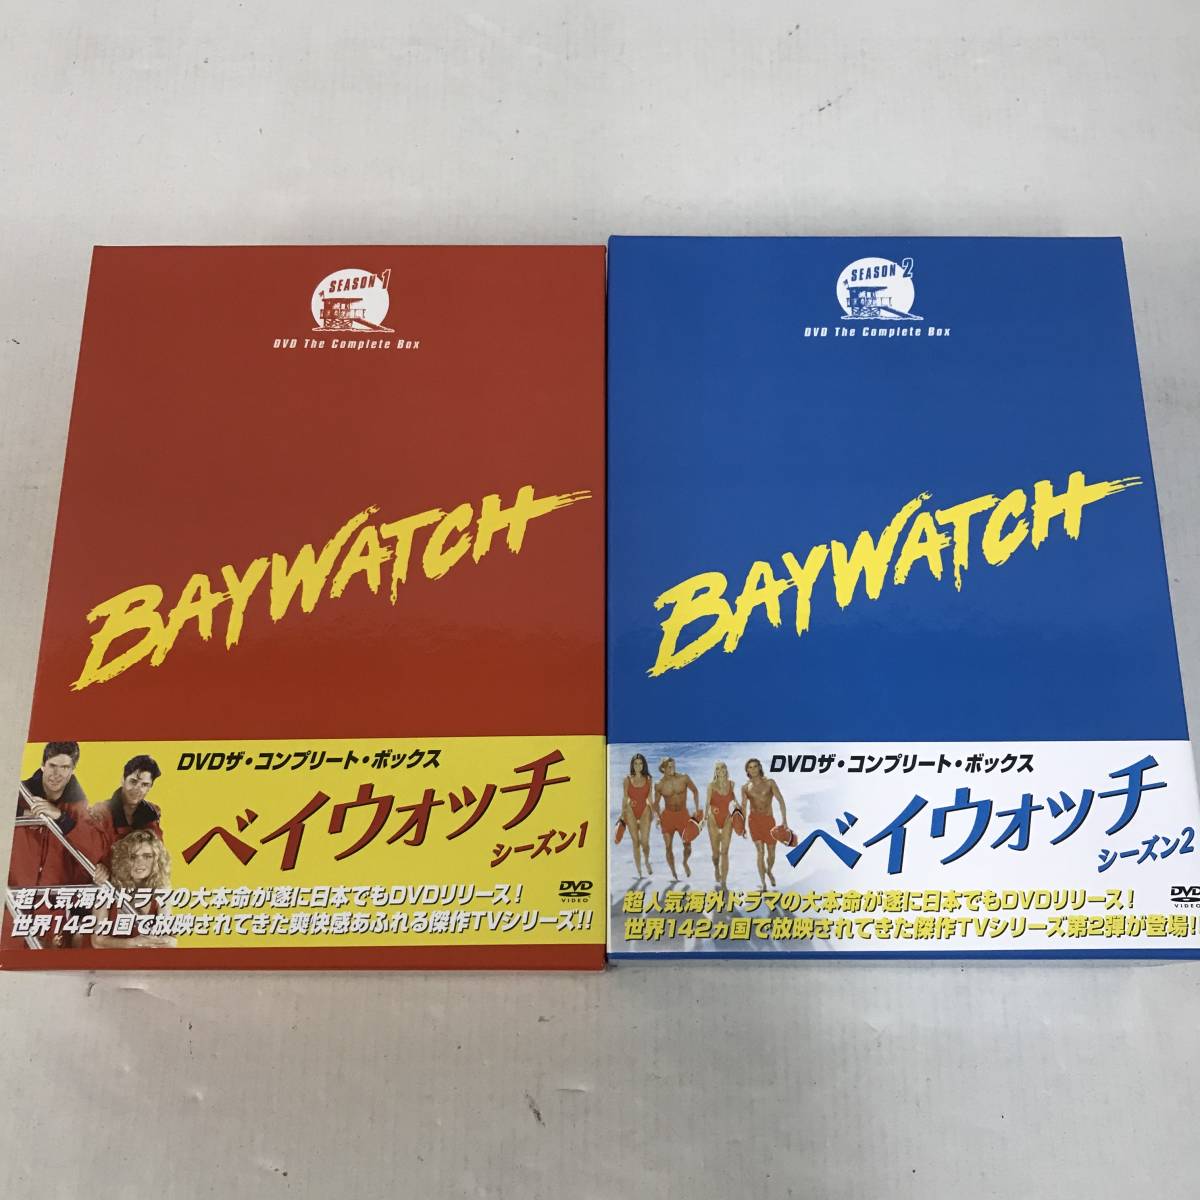 SEASON 1
DVD The Complete Box
BAYWATCH
DVDザ・コンプリート・ボックス
ベイウォッチ
シーズン1
超人気海外ドラマの大本命が遂に日本でもDVDリリース!
世界142ヵ国で放映されてきた爽快感あふれる傑作TVシリーズ!!
DVD
VIDEO
SEASON 2
DVD The Complete Box
BAYWATCH
DVDザ・コンプリート・ボックス
ベイウォッチ
シーズン2
超人気海外ドラマの大本命が遂に日本でもDVDリリース!
世界142ヵ国で放映されてきた傑作TVシリーズ第2弾が登場!!
DVD
VIDEO